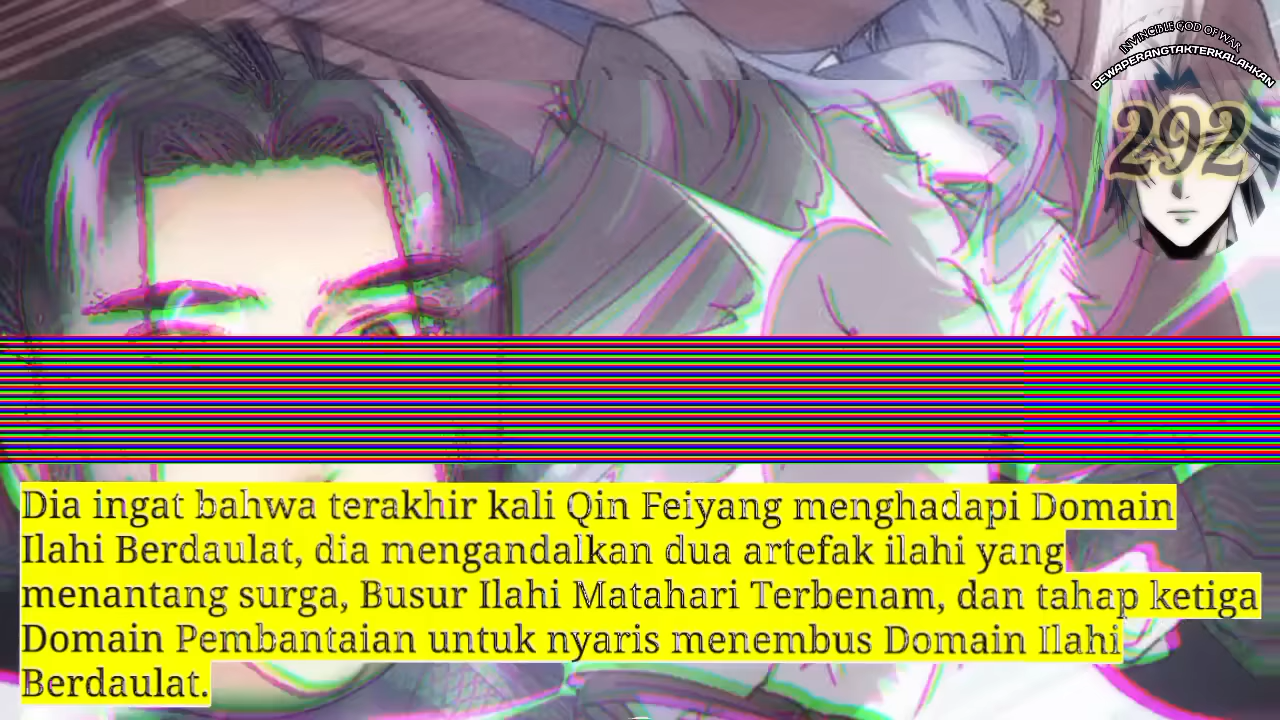 INVINCIBLE GOD OF WAR
DEWAPERANGTAKTERKALAHKAN
292
Dia ingat bahwa terakhir kali Qin Feiyang menghadapi Domain
Ilahi Berdaulat, dia mengandalkan dua artefak ilahi yang
menantang surga, Busur Ilahi Matahari Terbenam, dan tahap ketiga
Domain Pembantaian untuk nyaris menembus Domain Ilahi
Berdaulat.